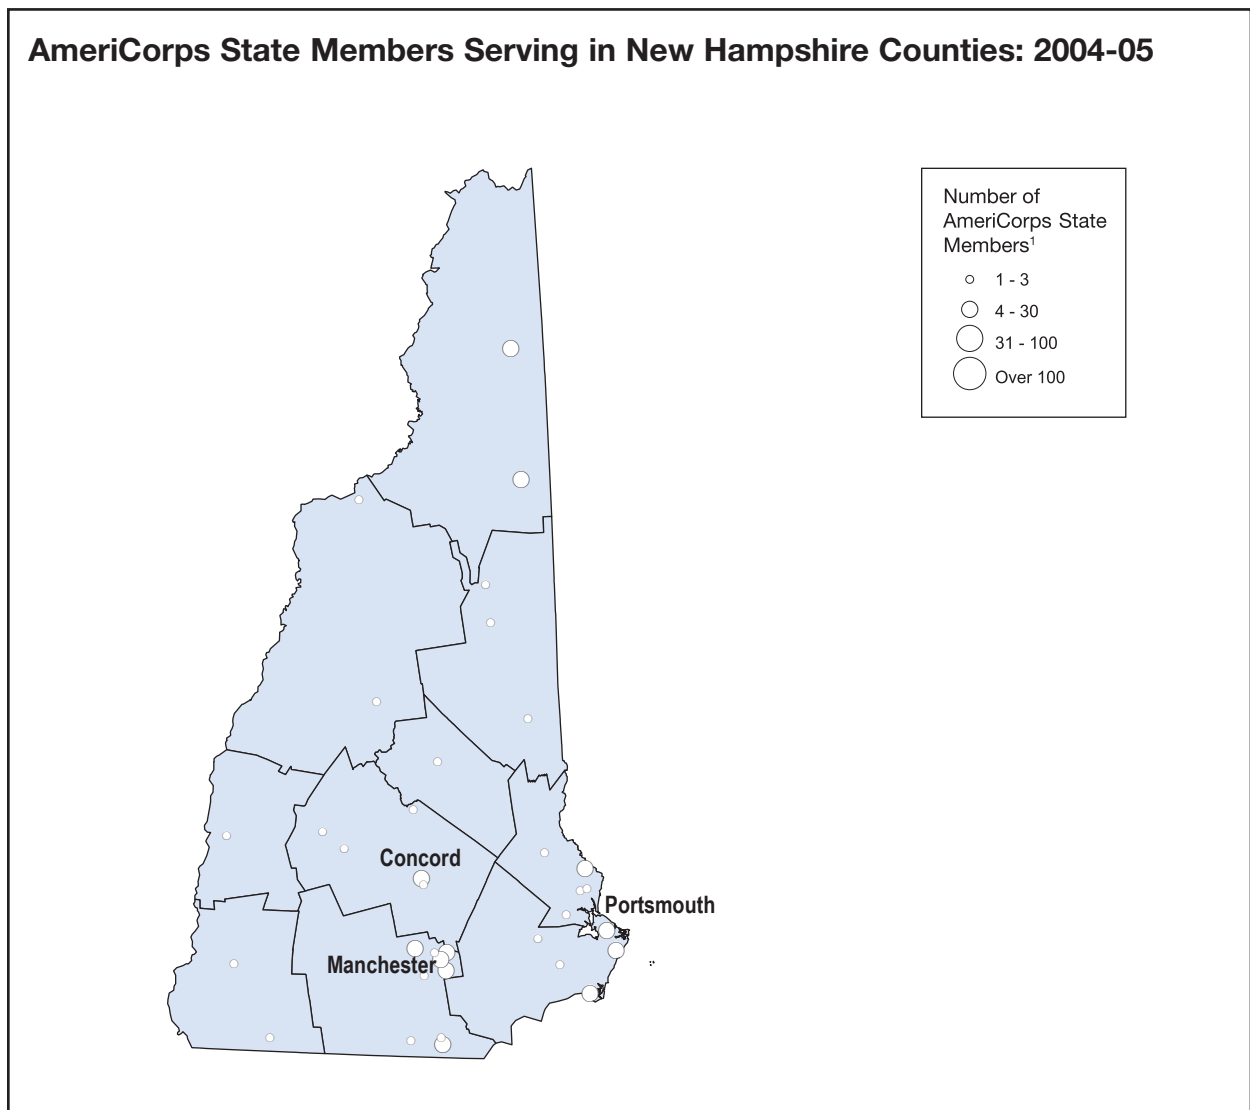 AmeriCorps State Members Serving in New Hampshire Counties: 2004-05
Number of
AmeriCorps State
Members¹
1 - 3
4 - 30
31 - 100
Over 100
Concord
Portsmouth
Manchester